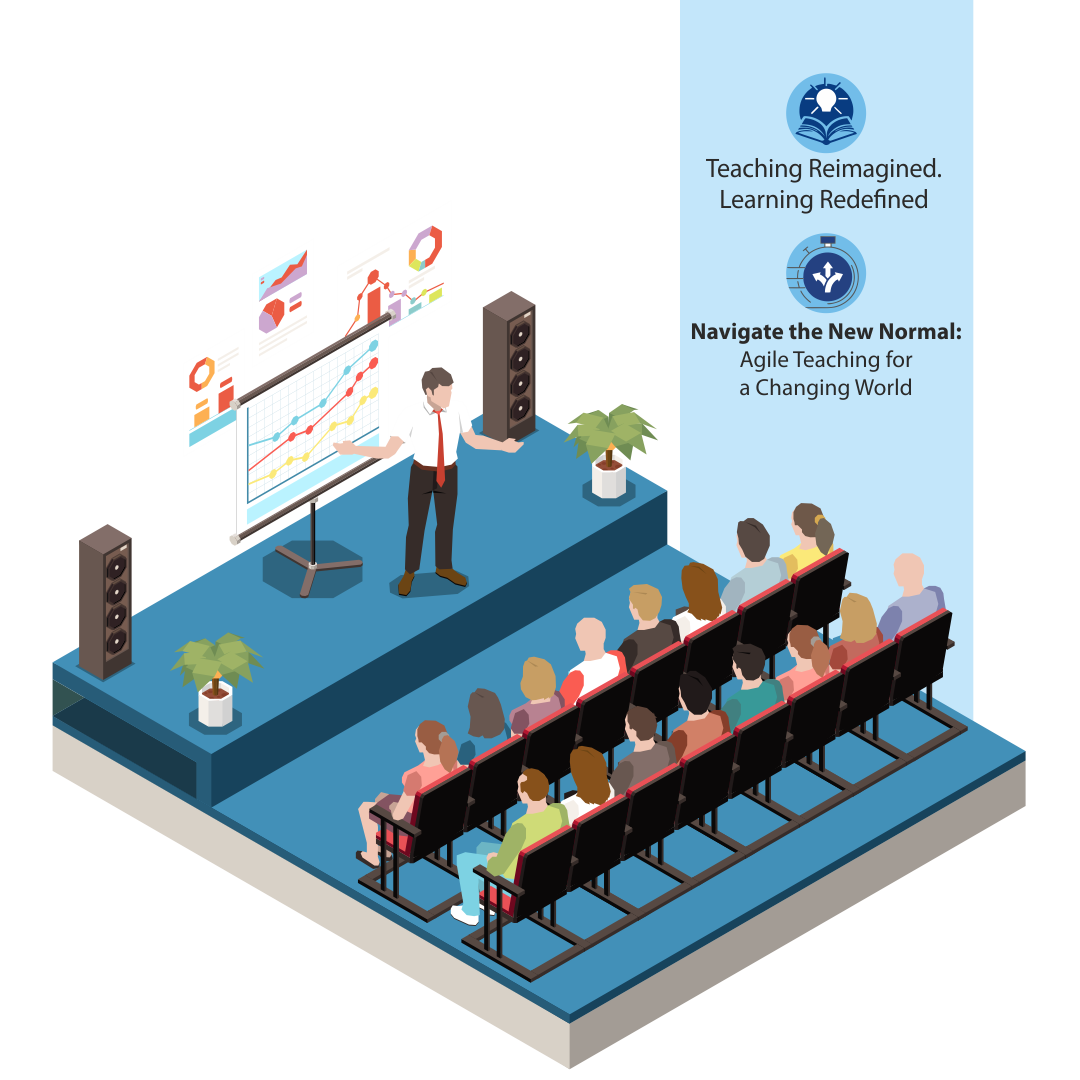 Teaching Reimagined.
Learning Redefined
Navigate the New Normal:
Agile Teaching for
a Changing World